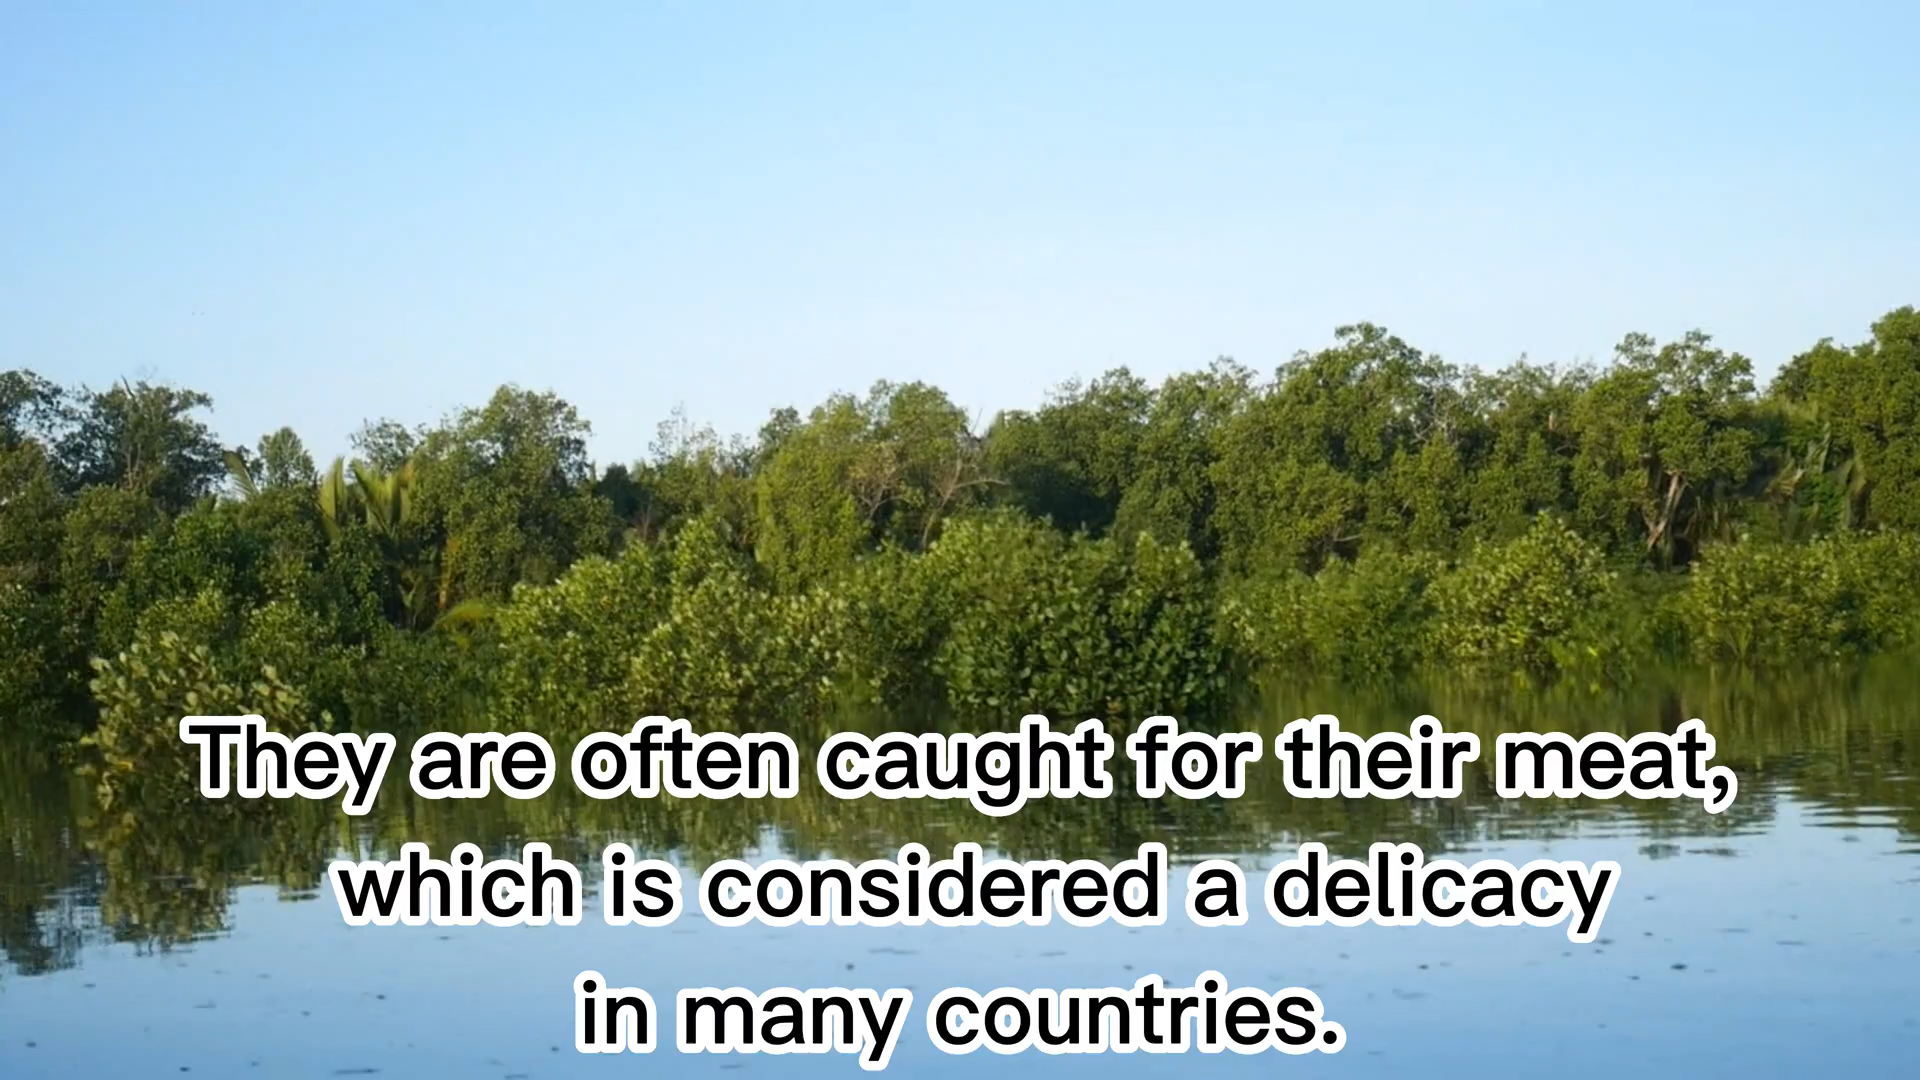 They are often caught for their meat,
which is considered a delicacy
in many countries.